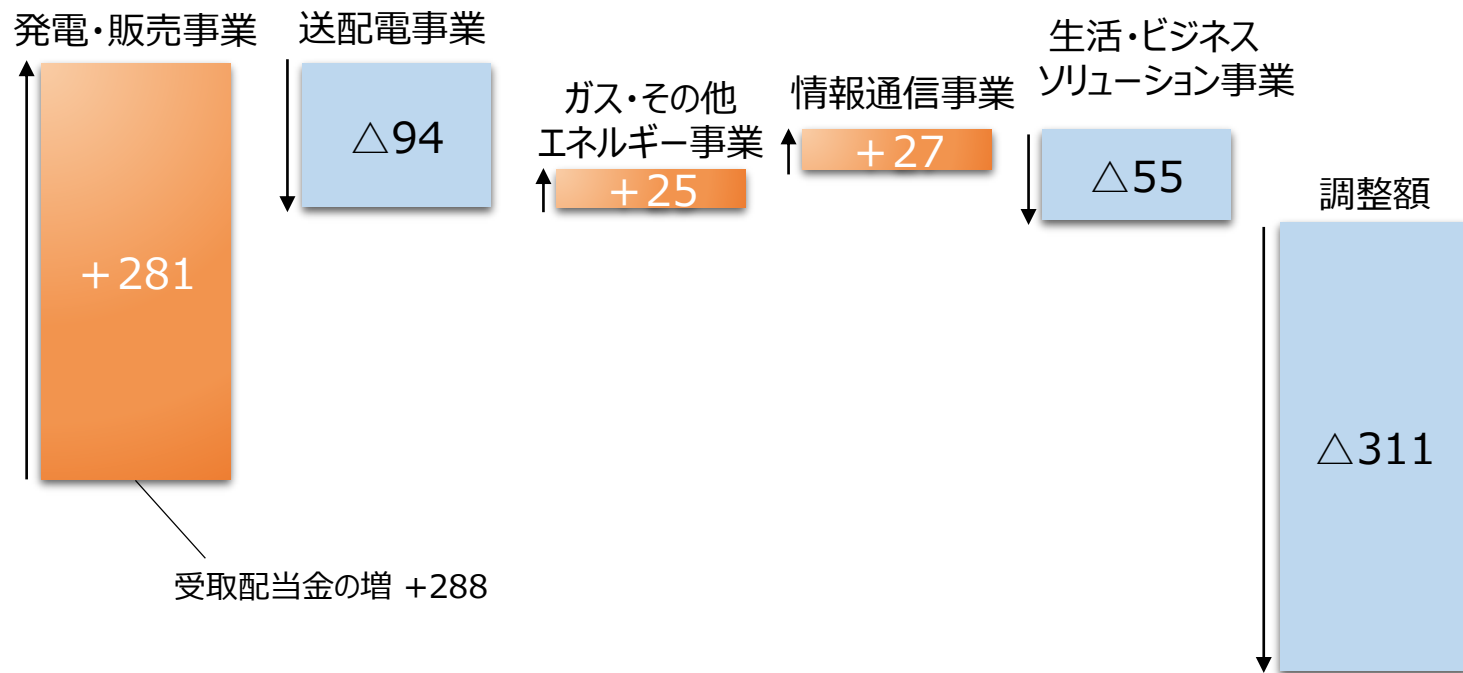 発電・販売事業
＋281
受取配当金の増 +288
送配電事業
△94
ガス・その他
エネルギー事業
＋25
情報通信事業
＋27
生活・ビジネス
ソリューション事業
△55
調整額
△311